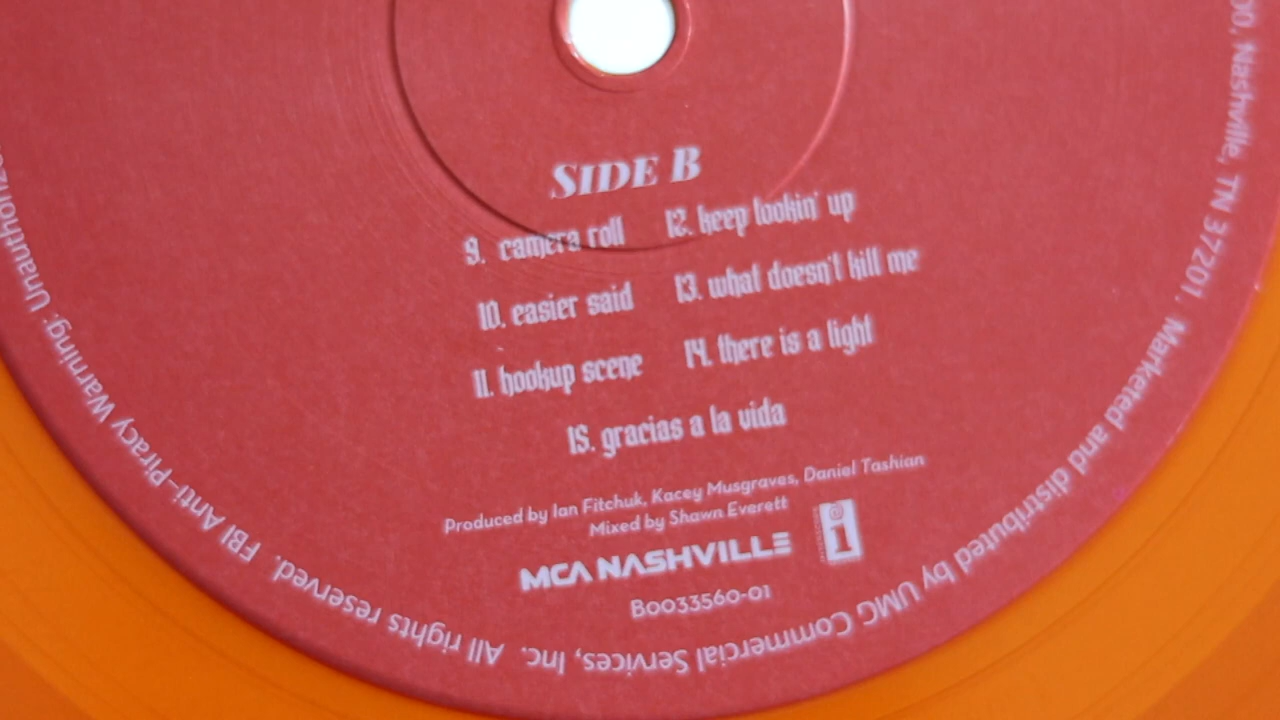 SIDE B
9. camera roll
10. easier said
11. hookup scene
12. keep lookin' up
13. what doesn't kill me
14. there is a light
15. gracias a la vida
Produced by Ian Fitchuk, Kacey Musgraves, Daniel Tashian
Mixed by Shawn Everett
MCA NASHVILLE
i
B0033560-01
00, Nashville, TN 37201. Marketed and distributed by UMG Commercial Services, Inc. All rights reserved. FBI Anti-Piracy Warning: